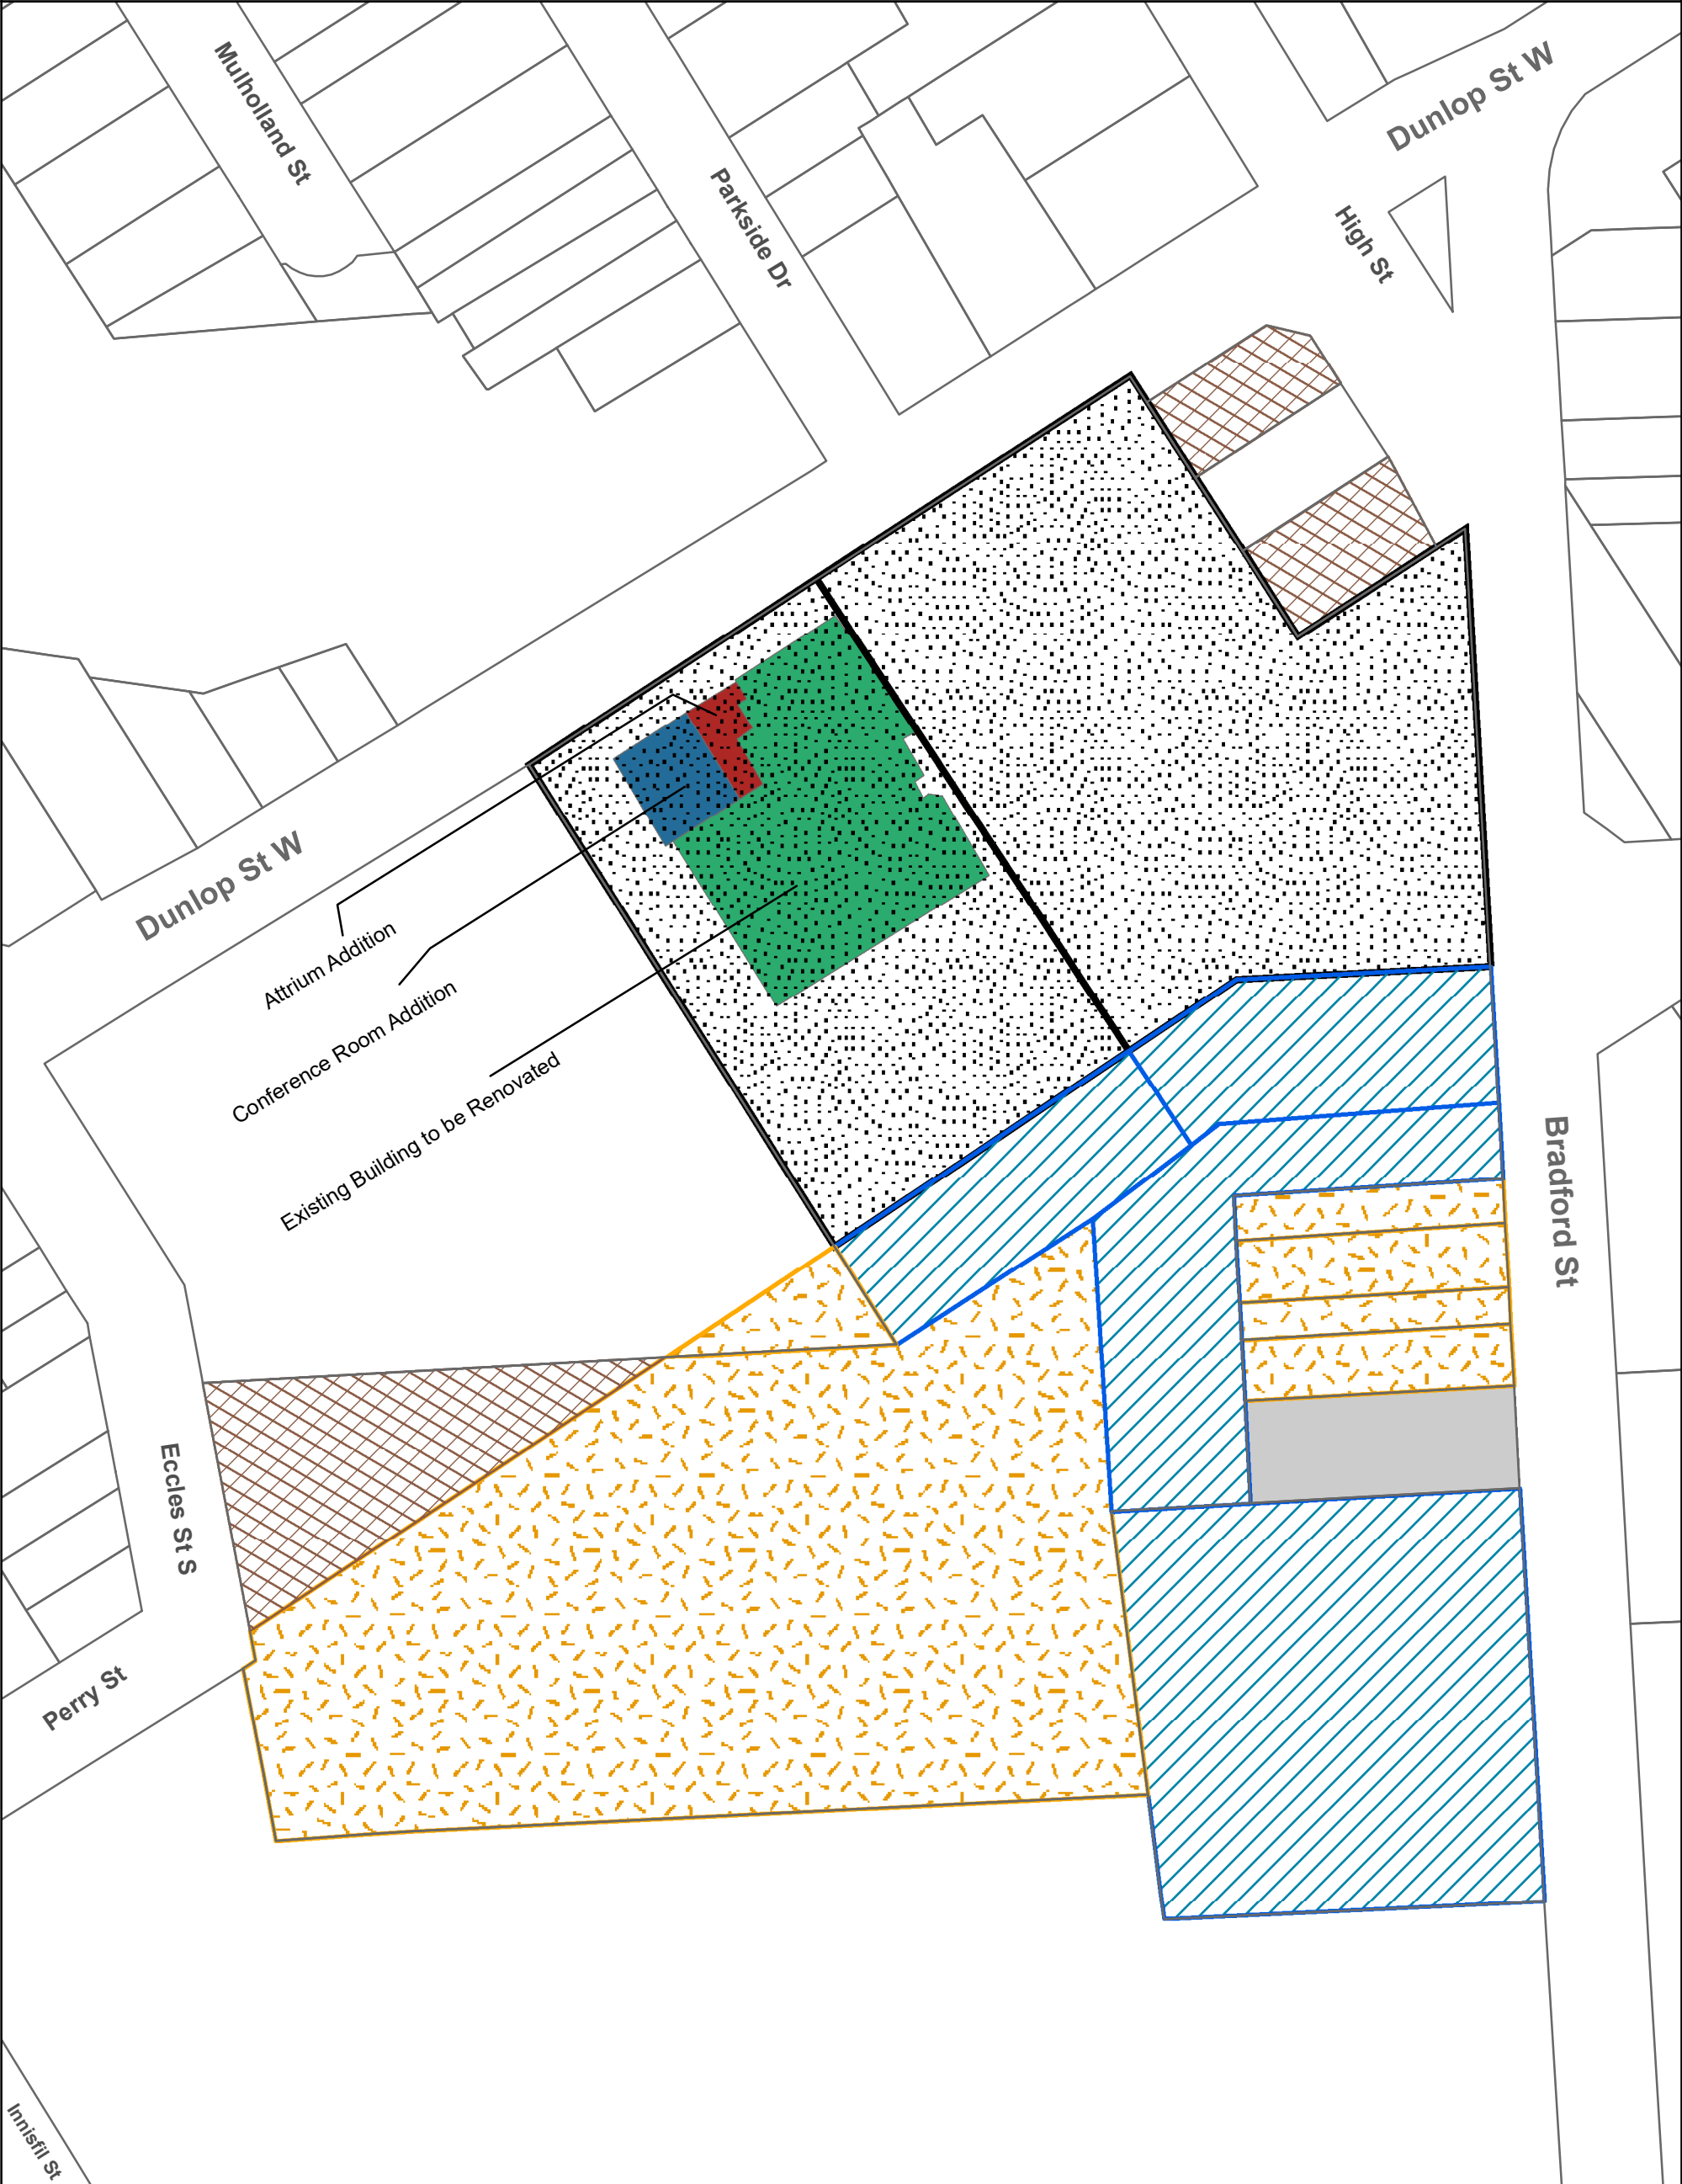 Mulholland St
Parkside Dr
Dunlop St W
High St
Dunlop St W
Atrium Addition
Conference Room Addition
Existing Building to be Renovated
Bradford St
Eccles St S
Perry St
Innisfil St